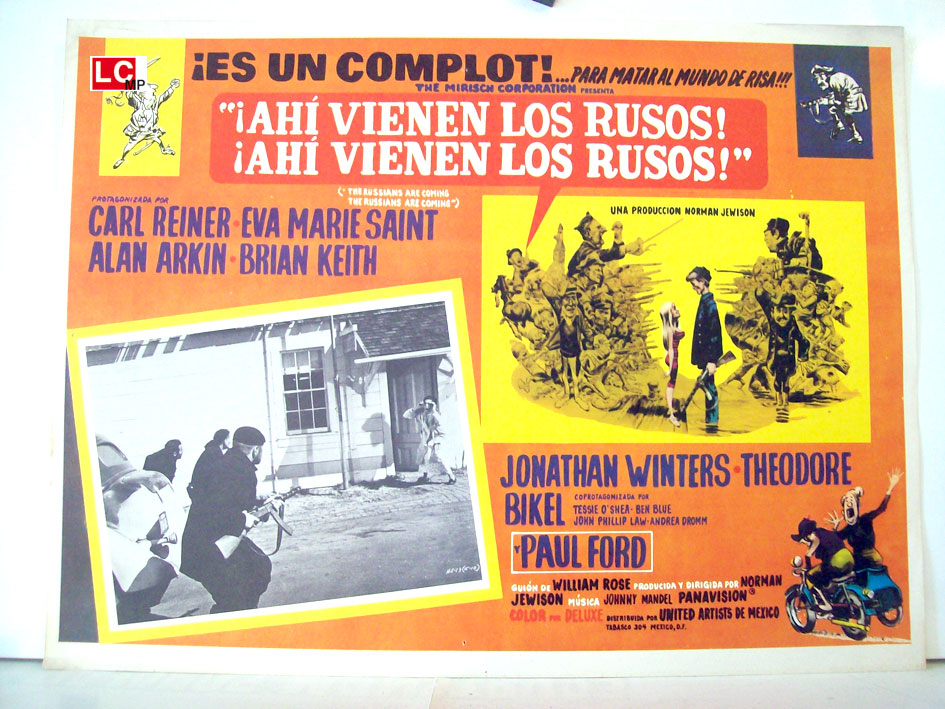 LC
MP
¡ES UN COMPLOT!...PARA MATAR AL MUNDO DE RISA!!!
THE MIRISCH CORPORATION PRESENTA
"¡AHÍ VIENEN LOS RUSOS!
¡AHÍ VIENEN LOS RUSOS!"
("THE RUSSIANS ARE COMING
THE RUSSIANS ARE COMING")
PROTAGONIZADA POR
CARL REINER · EVA MARIE SAINT
ALAN ARKIN · BRIAN KEITH
UNA PRODUCCION NORMAN JEWISON
JONATHAN WINTERS · THEODORE
BIKEL
COPROTAGONIZADA POR
TESSIE O'SHEA · BEN BLUE
JOHN PHILLIP LAW · ANDREA DROMM
Y PAUL FORD
GUIÓN DE WILLIAM ROSE PRODUCIDA Y DIRIGIDA POR NORMAN
JEWISON MÚSICA JOHNNY MANDEL PANAVISION®
COLOR POR DELUXE DISTRIBUIDA POR UNITED ARTISTS DE MEXICO
TABASCO 304 MEXICO, D.F.